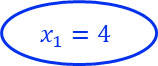 x₁ = 4